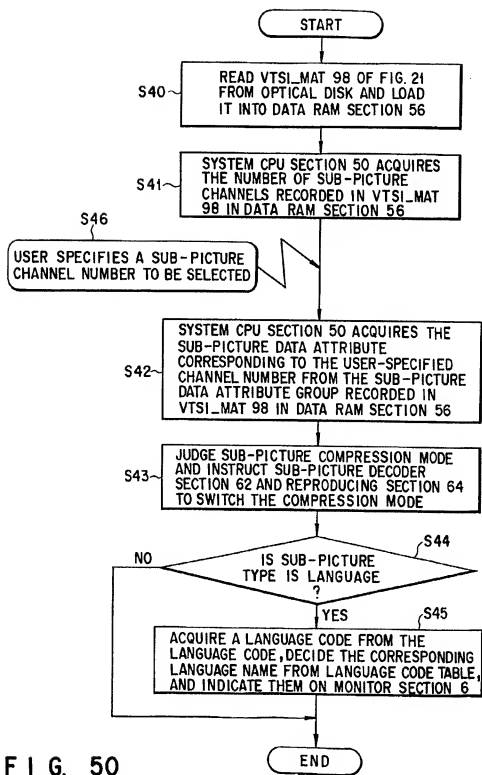 START
S40
READ VTSI_MAT 98 OF FIG. 21
FROM OPTICAL DISK AND LOAD
IT INTO DATA RAM SECTION 56
S41
SYSTEM CPU SECTION 50 ACQUIRES
THE NUMBER OF SUB-PICTURE
CHANNELS RECORDED IN VTSI_MAT
98 IN DATA RAM SECTION 56
S46
USER SPECIFIES A SUB-PICTURE
CHANNEL NUMBER TO BE SELECTED
S42
SYSTEM CPU SECTION 50 ACQUIRES THE
SUB-PICTURE DATA ATTRIBUTE
CORRESPONDING TO THE USER-SPECIFIED
CHANNEL NUMBER FROM THE SUB-PICTURE
DATA ATTRIBUTE GROUP RECORDED IN
VTSI_MAT 98 IN DATA RAM SECTION 56
S43
JUDGE SUB-PICTURE COMPRESSION MODE
AND INSTRUCT SUB-PICTURE DECODER
SECTION 62 AND REPRODUCING SECTION 64
TO SWITCH THE COMPRESSION MODE
S44
NO
IS SUB-PICTURE
TYPE IS LANGUAGE
?
YES
S45
ACQUIRE A LANGUAGE CODE FROM THE
LANGUAGE CODE, DECIDE THE CORRESPONDING
LANGUAGE NAME FROM LANGUAGE CODE TABLE,
AND INDICATE THEM ON MONITOR SECTION 6
END
FIG. 50